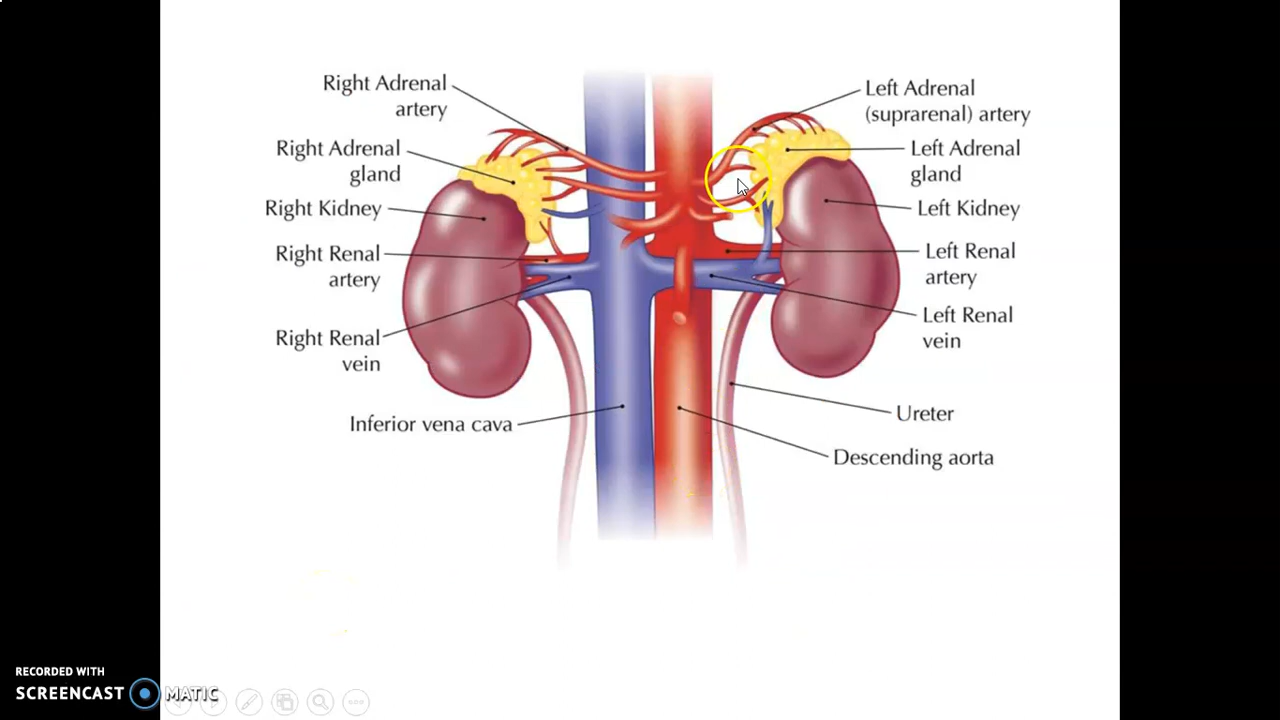 Right Adrenal
artery
Left Adrenal
(suprarenal) artery
Right Adrenal
gland
Left Adrenal
gland
Right Kidney
Left Kidney
Right Renal
artery
Left Renal
artery
Right Renal
vein
Left Renal
vein
Inferior vena cava
Ureter
Descending aorta
RECORDED WITH
SCREENCAST MATIC